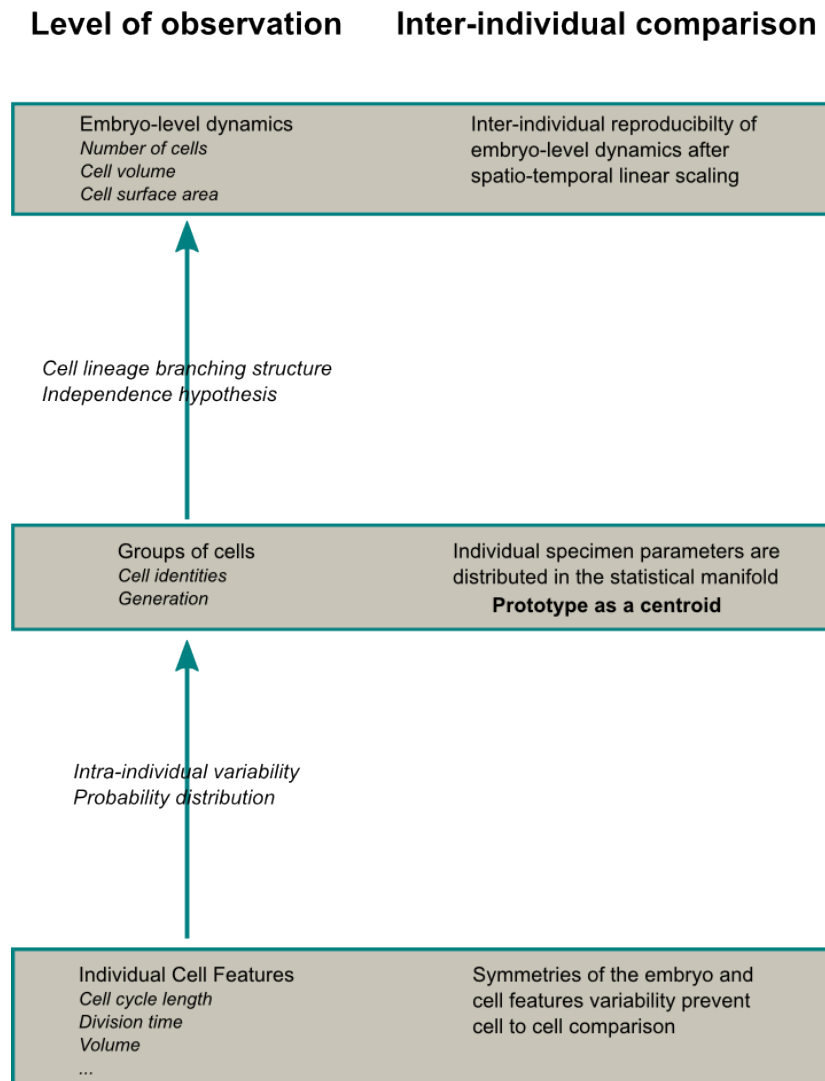 Level of observation
Inter-individual comparison
Embryo-level dynamics
Number of cells
Cell volume
Cell surface area
Inter-individual reproducibilty of
embryo-level dynamics after
spatio-temporal linear scaling
Cell lineage branching structure
Independence hypothesis
Groups of cells
Cell identities
Generation
Individual specimen parameters are
distributed in the statistical manifold
Prototype as a centroid
Intra-individual variability
Probability distribution
Individual Cell Features
Cell cycle length
Division time
Volume
...
Symmetries of the embryo and
cell features variability prevent
cell to cell comparison